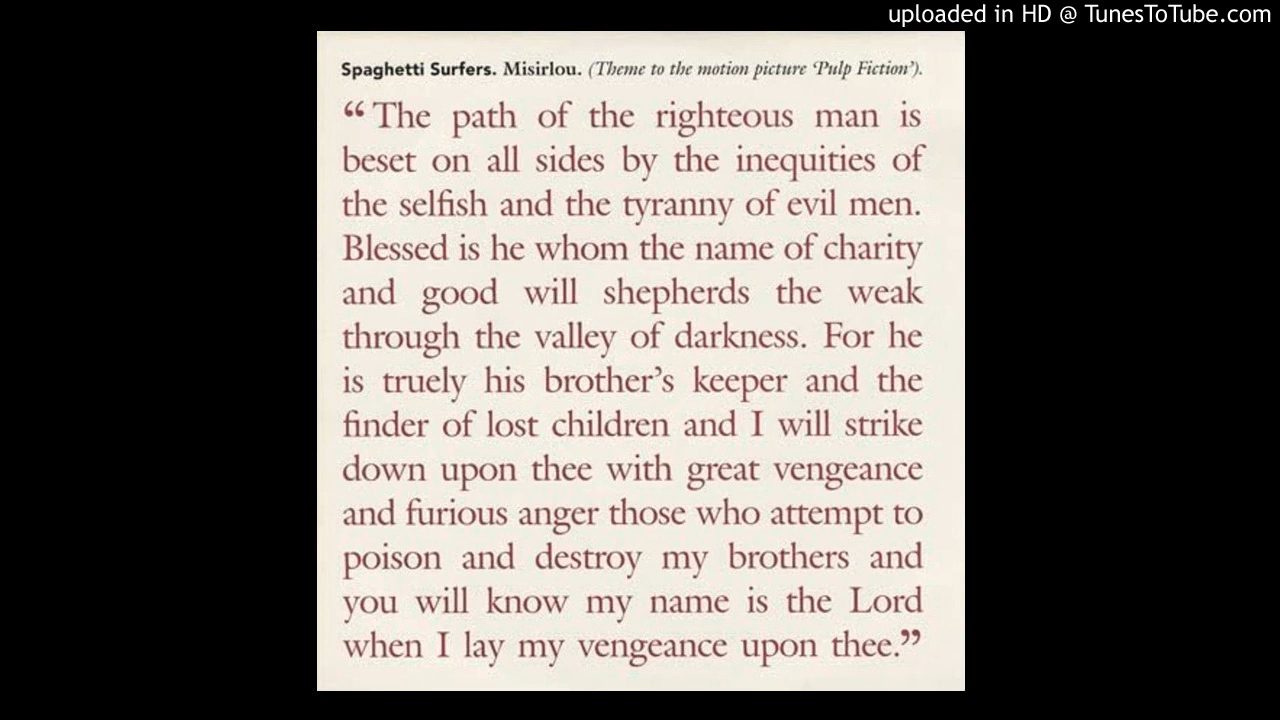 uploaded in HD @ TunesToTube.com
Spaghetti Surfers. Misirlou. (Theme to the motion picture ‘Pulp Fiction’).
“The path of the righteous man is
beset on all sides by the inequities of
the selfish and the tyranny of evil men.
Blessed is he whom the name of charity
and good will shepherds the weak
through the valley of darkness. For he
is truely his brother’s keeper and the
finder of lost children and I will strike
down upon thee with great vengeance
and furious anger those who attempt to
poison and destroy my brothers and
you will know my name is the Lord
when I lay my vengeance upon thee.”